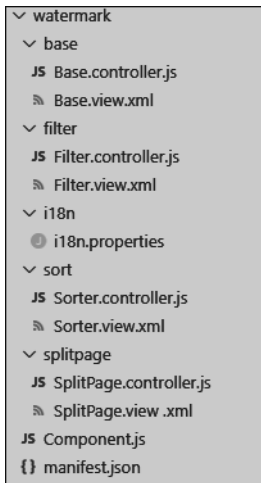 watermark
base
JS Base.controller.js
Base.view.xml
filter
JS Filter.controller.js
Filter.view.xml
i18n
J i18n.properties
sort
JS Sorter.controller.js
Sorter.view.xml
splitpage
JS SplitPage.controller.js
SplitPage.view .xml
JS Component.js
{} manifest.json